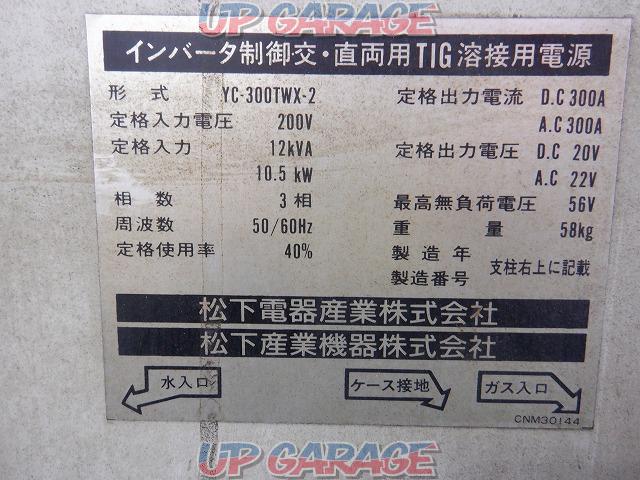 UP GARAGE
インバータ制御交・直両用TIG溶接用電源
形式 YC-300TWX-2
定格入力電圧 200V
定格入力 12kVA
10.5kW
相数 3相
周波数 50/60Hz
定格使用率 40%
定格出力電流 D.C 300A
A.C 300A
定格出力電圧 D.C 20V
A.C 22V
最高無負荷電圧 56V
重量 58kg
製造年
製造番号 支柱右上に記載
松下電器産業株式会社
松下産業機器株式会社
水入口
ケース接地
ガス入口
CNM30144
UP GARAGE